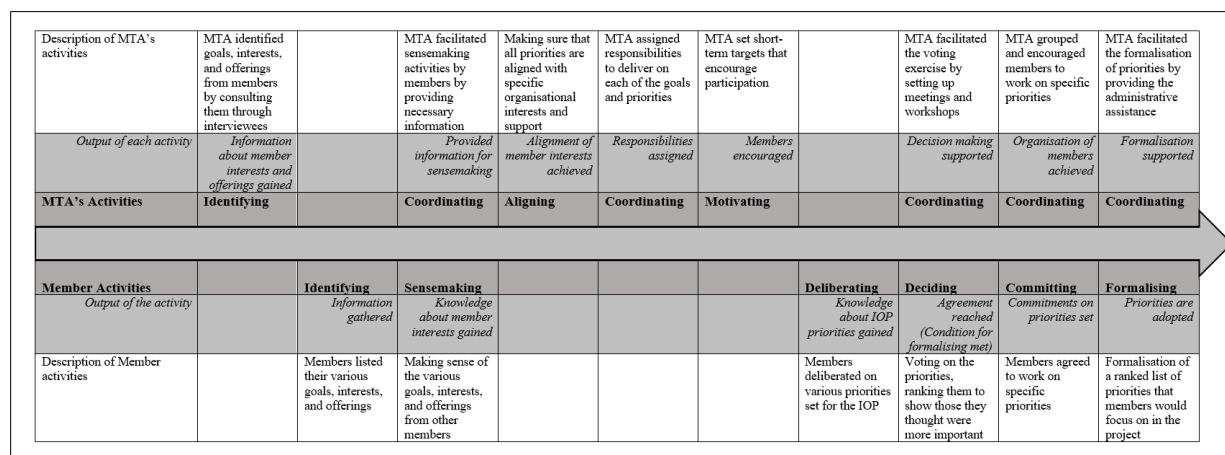 Description of MTA's
activities
MTA identified
goals, interests,
and offerings
from members
by consulting
them through
interviewees
MTA facilitated
sensemaking
activities by
members by
providing
necessary
information
Making sure that
all priorities are
aligned with
specific
organisational
interests and
support
MTA assigned
responsibilities
to deliver on
each of the goals
and priorities
MTA set short-
term targets that
encourage
participation
MTA facilitated
the voting
exercise by
setting up
meetings and
workshops
MTA grouped
and encouraged
members to
work on specific
priorities
MTA facilitated
the formalisation
of priorities by
providing the
administrative
assistance
Output of each activity
Information
about member
interests and
offerings gained
Provided
information for
sensemaking
Alignment of
member interests
achieved
Responsibilities
assigned
Members
encouraged
Decision making
supported
Organisation of
members
achieved
Formalisation
supported
MTA's Activities
Identifying
Coordinating
Aligning
Coordinating
Motivating
Coordinating
Coordinating
Coordinating
Member Activities
Identifying
Sensemaking
Deliberating
Deciding
Committing
Formalising
Output of the activity
Information
gathered
Knowledge
about member
interests gained
Knowledge
about IOP
priorities gained
Agreement
reached
(Condition for
formalising met)
Commitments on
priorities set
Priorities are
adopted
Description of Member
activities
Members listed
their various
goals, interests,
and offerings
Making sense of
the various
goals, interests,
and offerings
from other
members
Members
deliberated on
various priorities
set for the IOP
Voting on the
priorities,
ranking them to
show those they
thought were
more important
Members agreed
to work on
specific
priorities
Formalisation of
a ranked list of
priorities that
members would
focus on in the
project